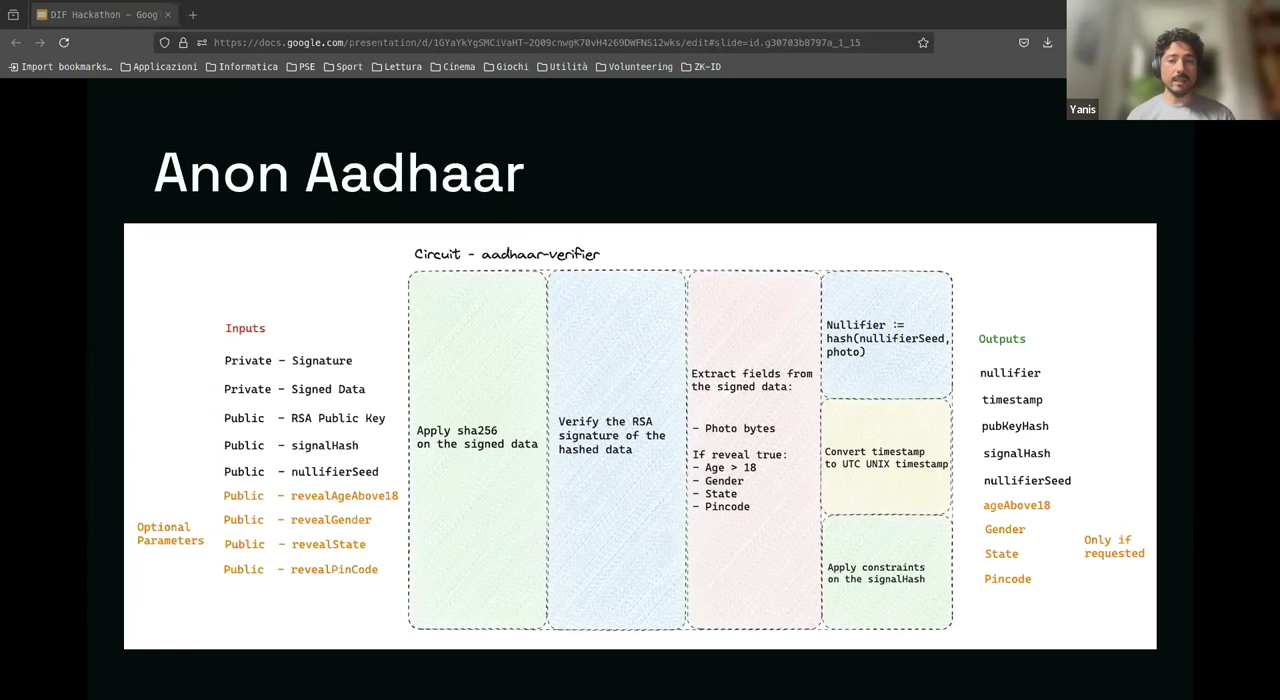 DIF Hackathon – Goog
https://docs.google.com/presentation/d/1GYaYkYgSMCiVaHT-2Q09cnwgK70vH4269DWFNS12wks/edit#slide=id.g30703b8797a_1_15
Import bookmarks… Applicazioni Informatica PSE Sport Lettura Cinema Giochi Utilità Volunteering ZK-ID
Yanis
Anon Aadhaar
Circuit - aadhaar-verifier
Inputs
Private - Signature
Private - Signed Data
Public - RSA Public Key
Public - signalHash
Public - nullifierSeed
Public - revealAgeAbove18
Public - revealGender
Public - revealState
Public - revealPinCode
Optional
Parameters
Apply sha256
on the signed data
Verify the RSA
signature of the
hashed data
Extract fields from
the signed data:
- Photo bytes
If reveal true:
- Age > 18
- Gender
- State
- Pincode
Nullifier :=
hash(nullifierSeed,
photo)
Convert timestamp
to UTC UNIX timestamp
Apply constraints
on the signalHash
Outputs
nullifier
timestamp
pubKeyHash
signalHash
nullifierSeed
ageAbove18
Gender
State
Pincode
Only if
requested